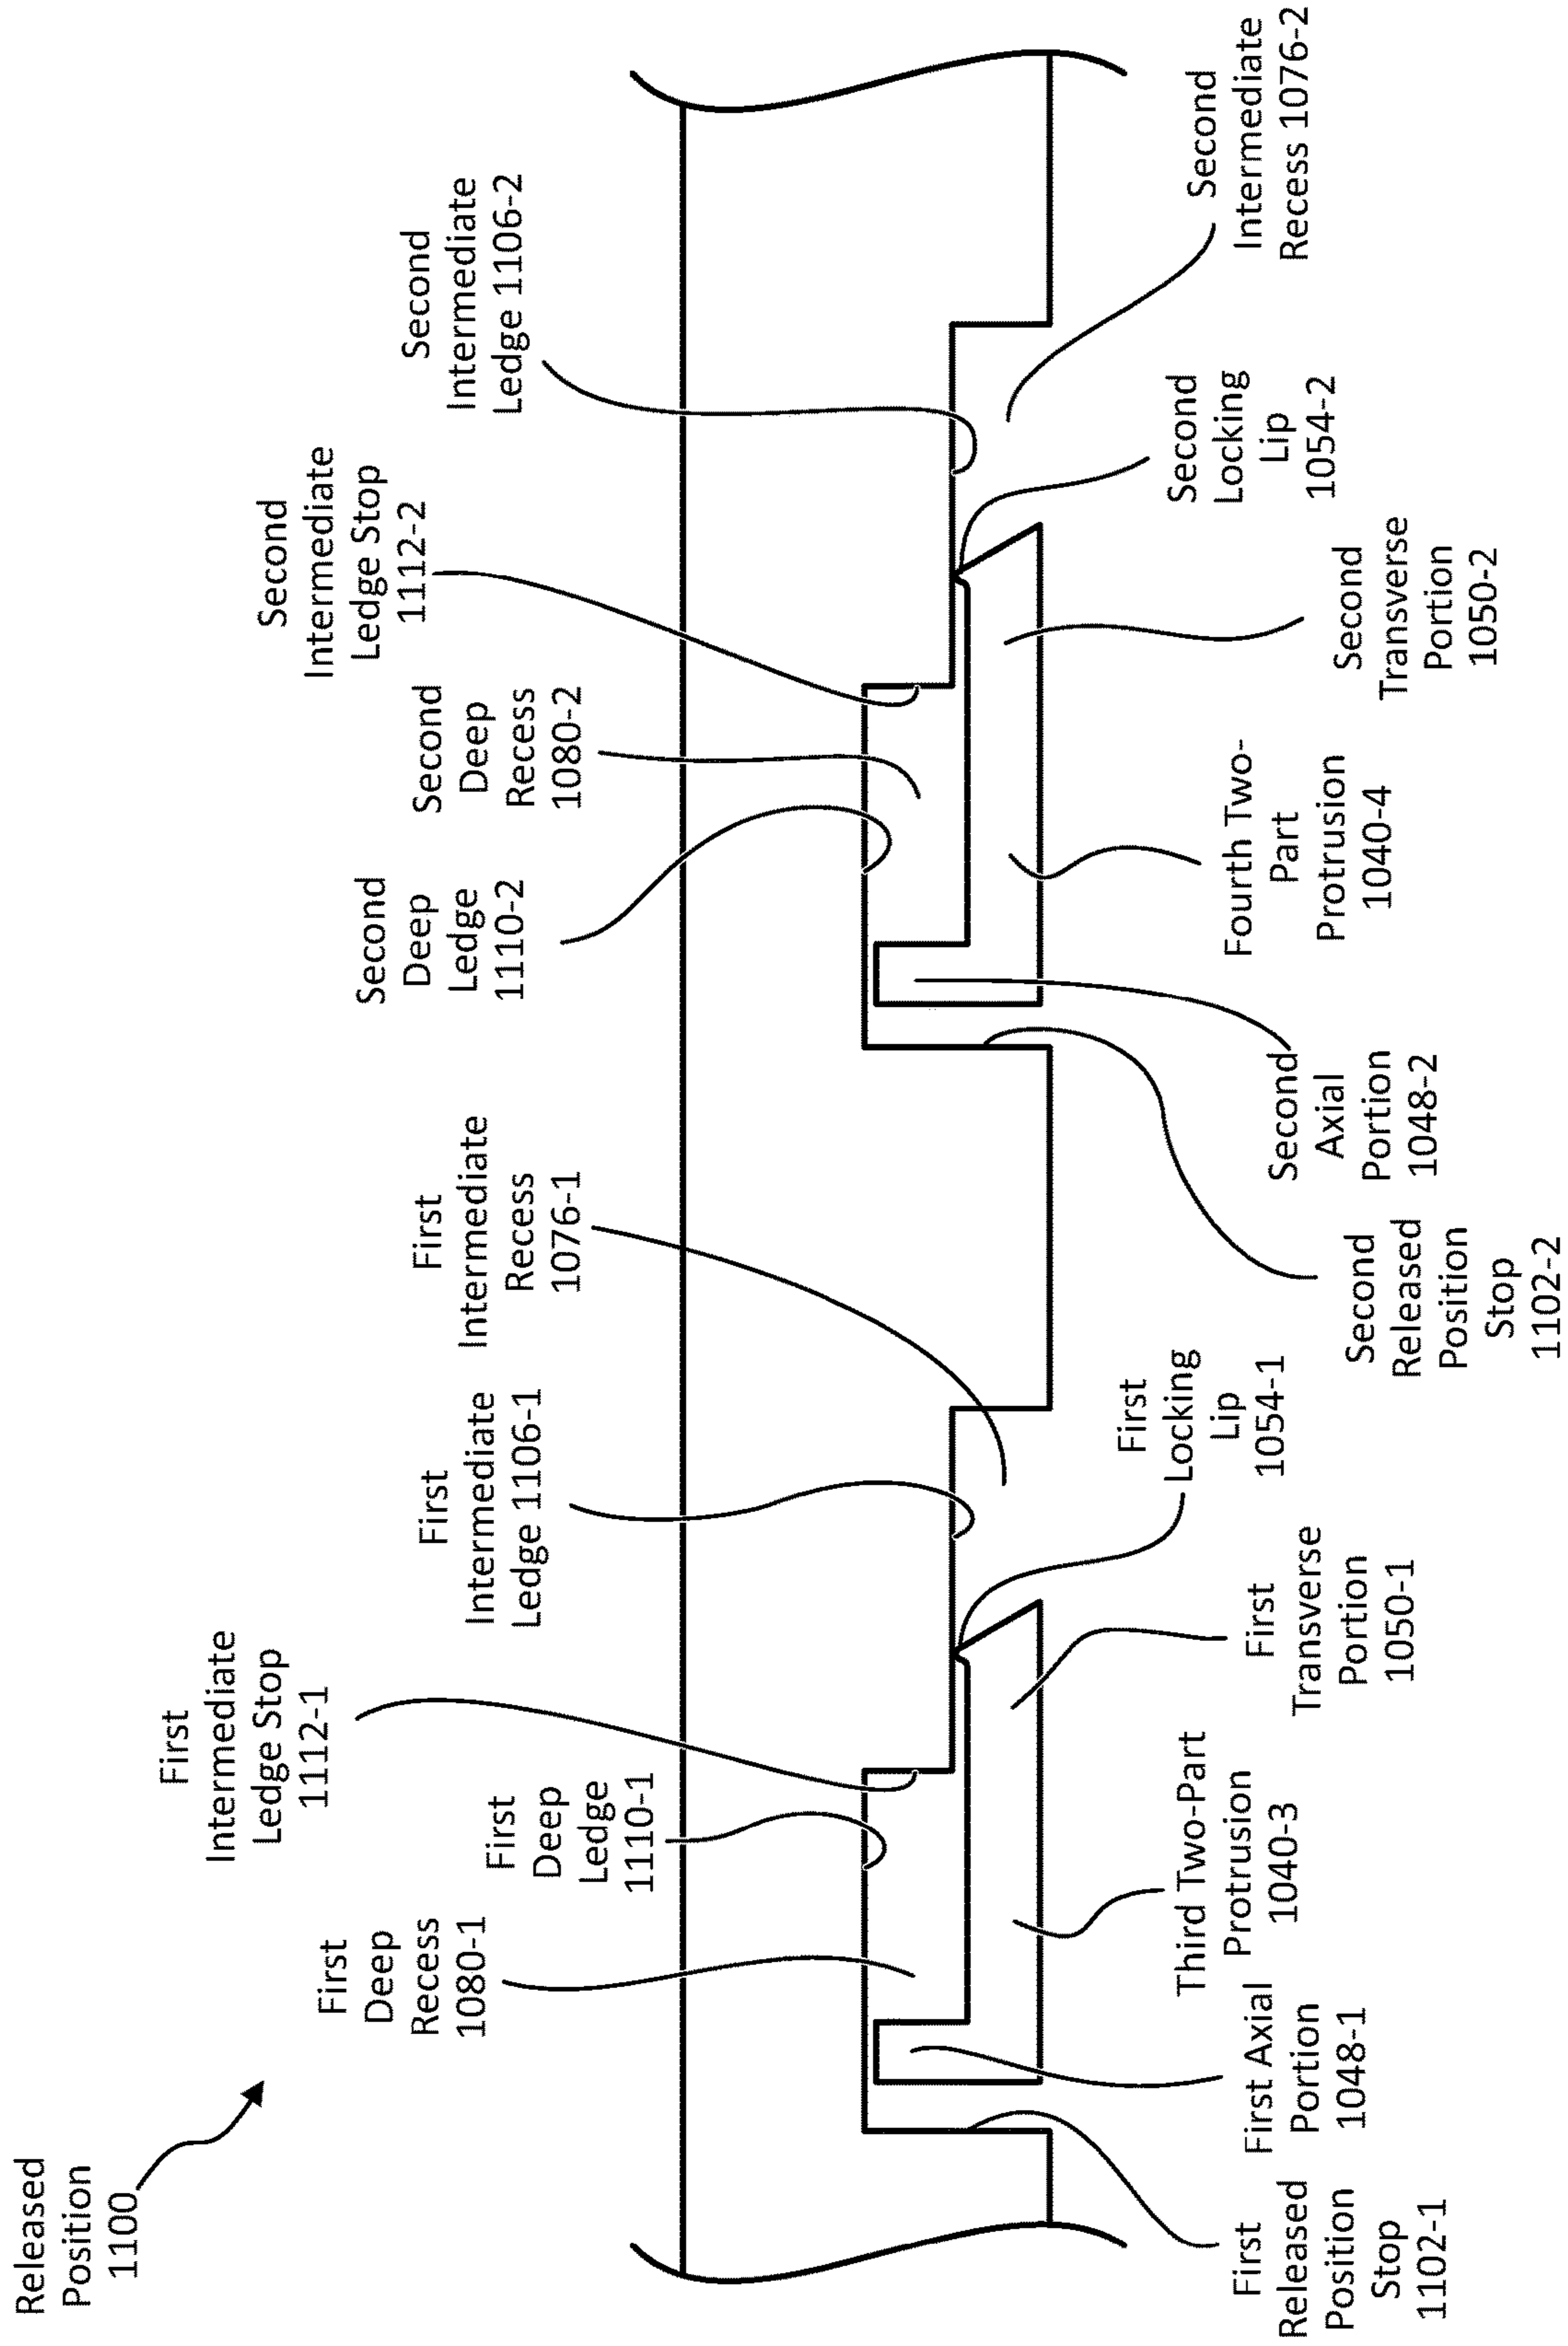 Released
Position
1100
First
Intermediate
Ledge Stop
1112-1
Second
Intermediate
Ledge Stop
1112-2
First
Deep
Recess
1080-1
First
Deep
Ledge
1110-1
First
Intermediate
Ledge 1106-1
First
Intermediate
Recess
1076-1
Second
Deep
Ledge
1110-2
Second
Deep
Recess
1080-2
Second
Intermediate
Ledge 1106-2
First
Released
Position
Stop
1102-1
First Axial
Portion
1048-1
Third Two-Part
Protrusion
1040-3
First
Transverse
Portion
1050-1
First
Locking
Lip
1054-1
Second
Released
Position
Stop
1102-2
Second
Axial
Portion
1048-2
Fourth Two-
Part
Protrusion
1040-4
Second
Transverse
Portion
1050-2
Second
Locking
Lip
1054-2
Second
Intermediate
Recess 1076-2